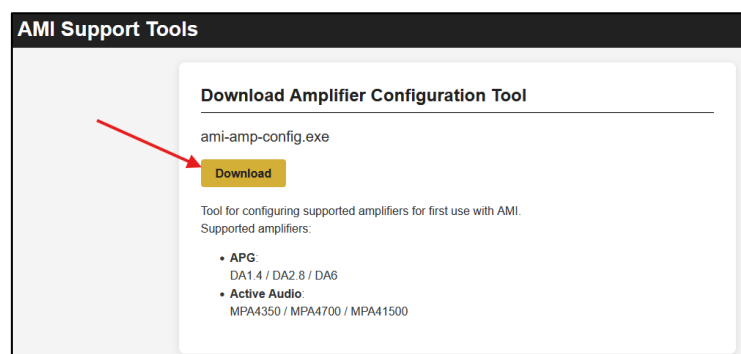 AMI Support Tools
Download Amplifier Configuration Tool
ami-amp-config.exe
Download
Tool for configuring supported amplifiers for first use with AMI.
Supported amplifiers:
• APG:
DA1.4 / DA2.8 / DA6
• Active Audio:
MPA4350 / MPA4700 / MPA41500